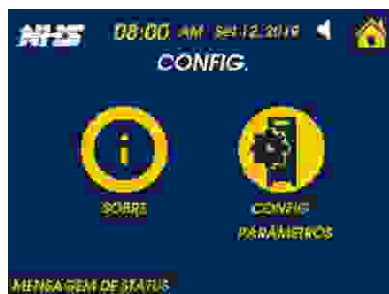 NHS 08:00 AM Set 12, 2019
CONFIG.
SOBRE
CONFIG
PARÂMETROS
MENSAGEM DE STATUS